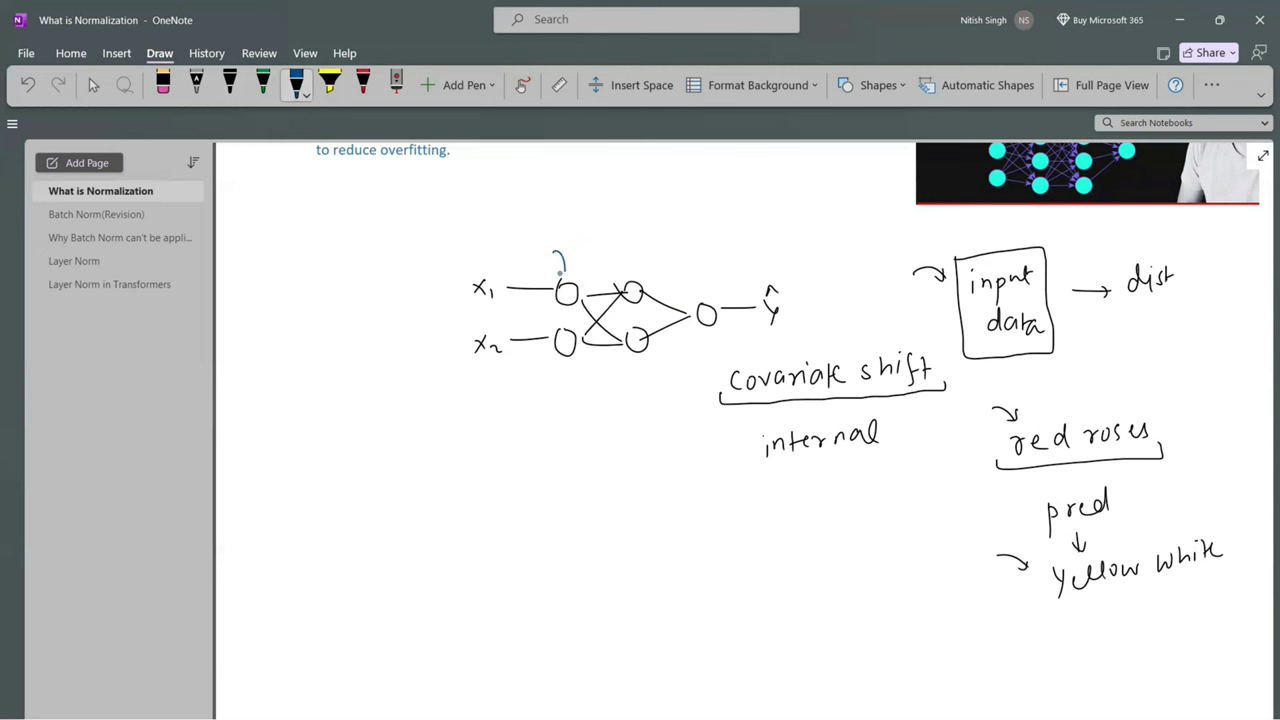 What is Normalization - OneNote
Search
Nitish Singh
NS
Buy Microsoft 365
File Home Insert Draw History Review View Help
Share
Add Pen
Insert Space
Format Background
Shapes
Automatic Shapes
Full Page View
Search Notebooks
Add Page
What is Normalization
Batch Norm(Revision)
Why Batch Norm can't be appli...
Layer Norm
Layer Norm in Transformers
to reduce overfitting.
x1
x2
ŷ
input
data
→ dist
covariate shift
internal
red roses
pred
↓
yellow white